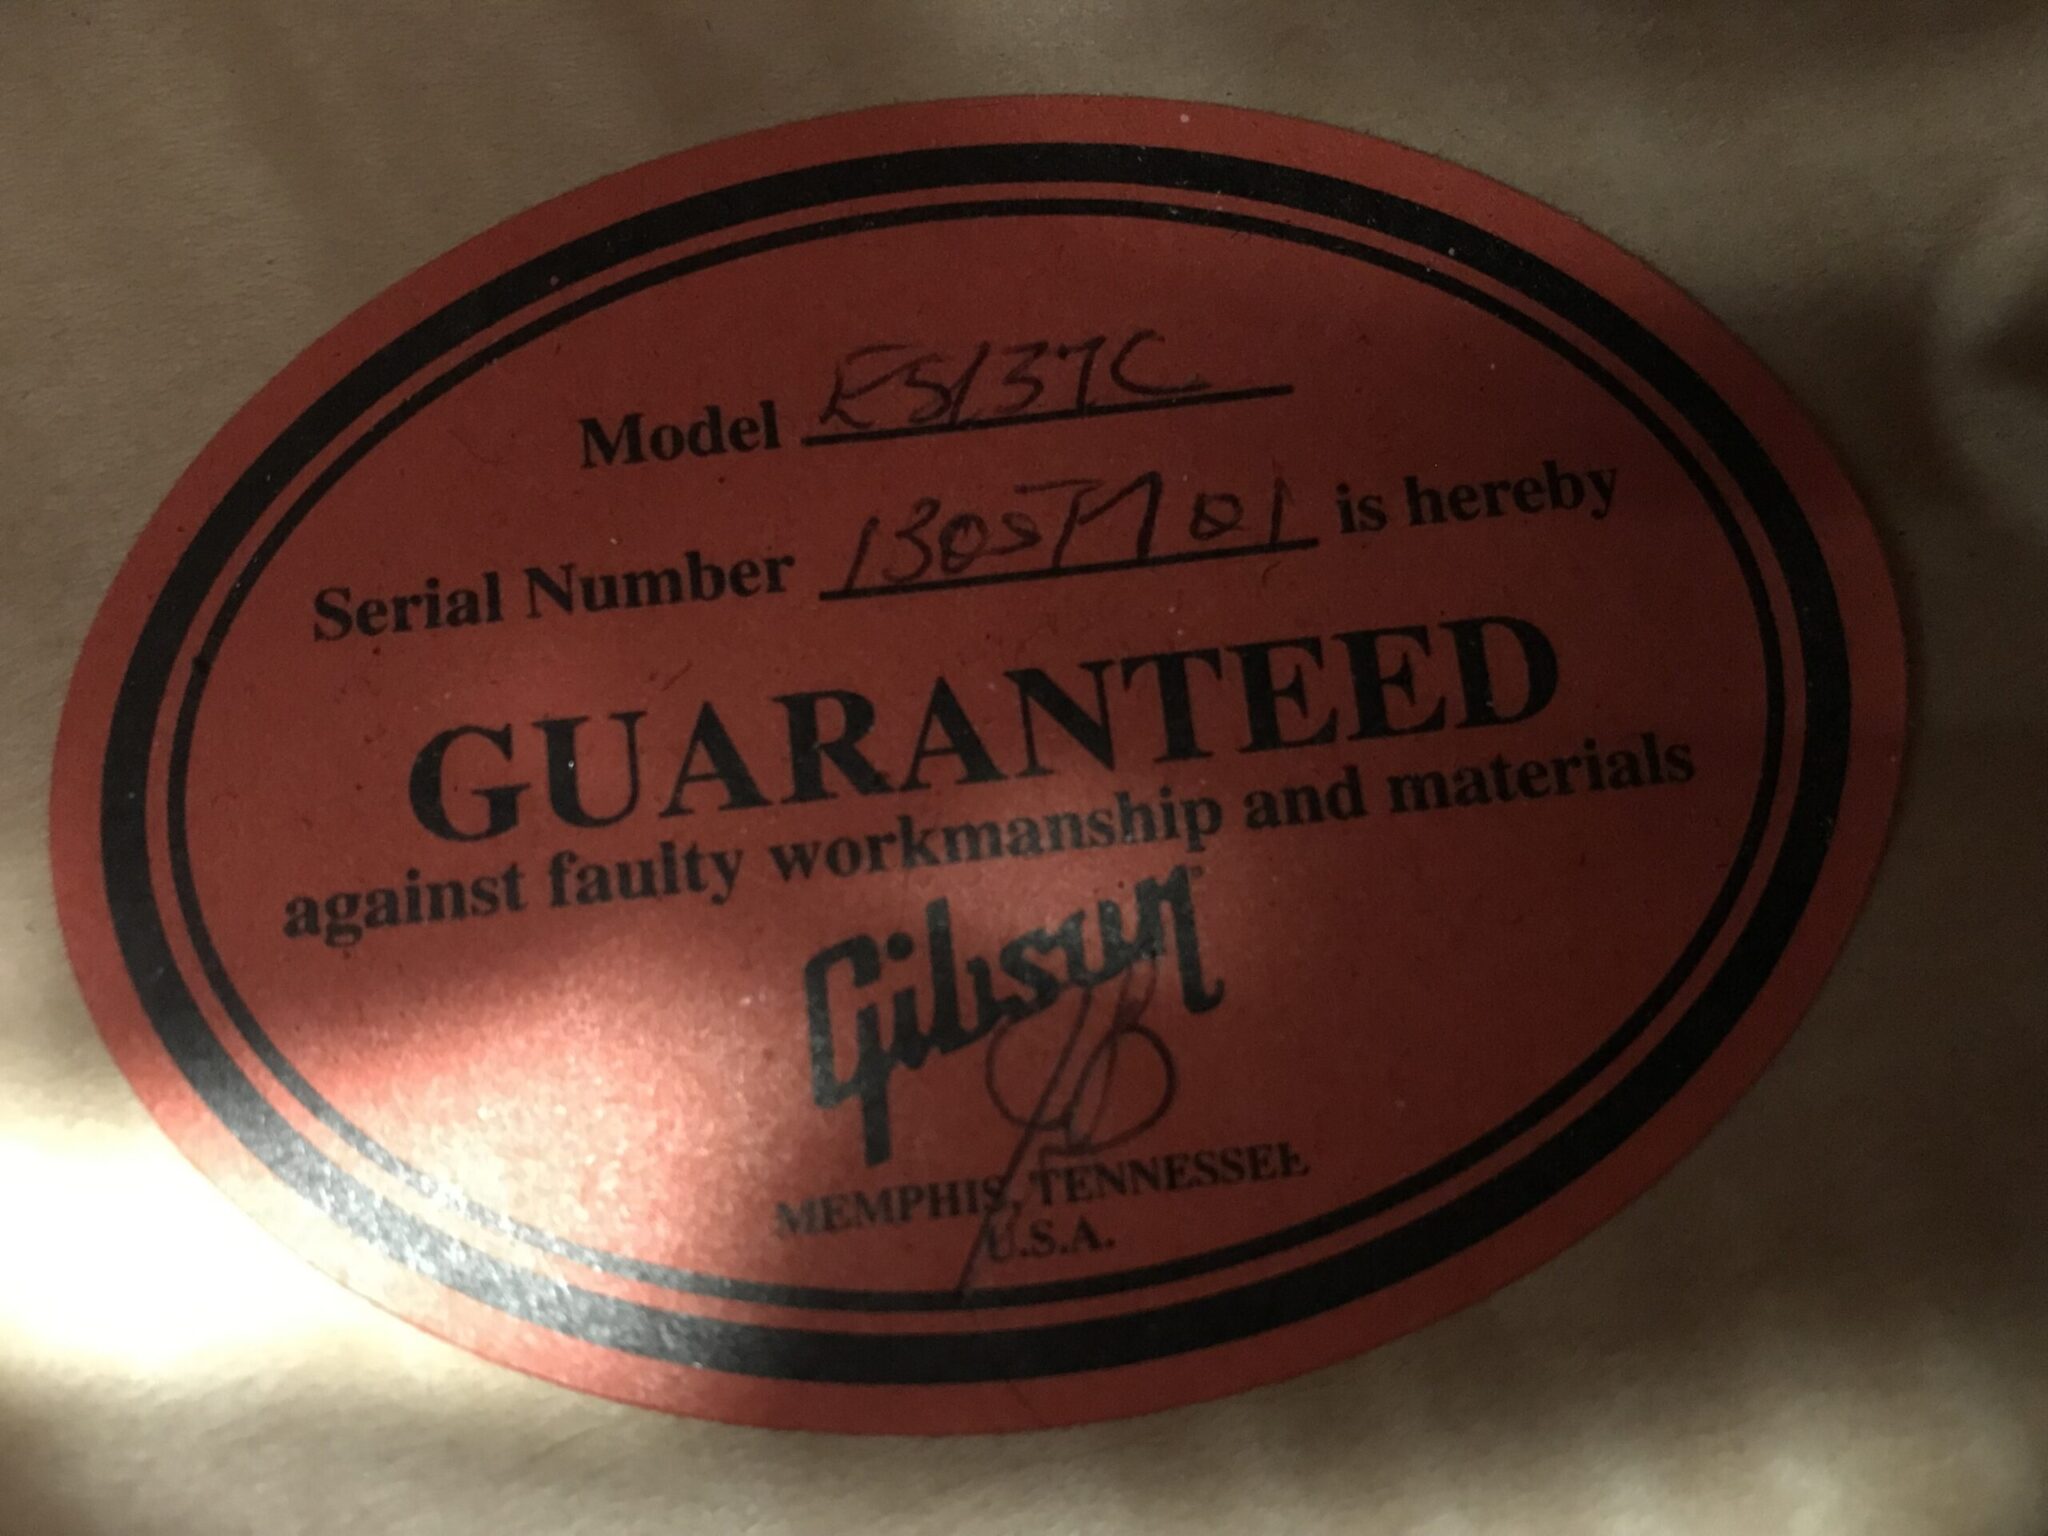 Model ES137C
Serial Number 13057701 is hereby
GUARANTEED
against faulty workmanship and materials
Gibson
MEMPHIS, TENNESSEE
U.S.A.